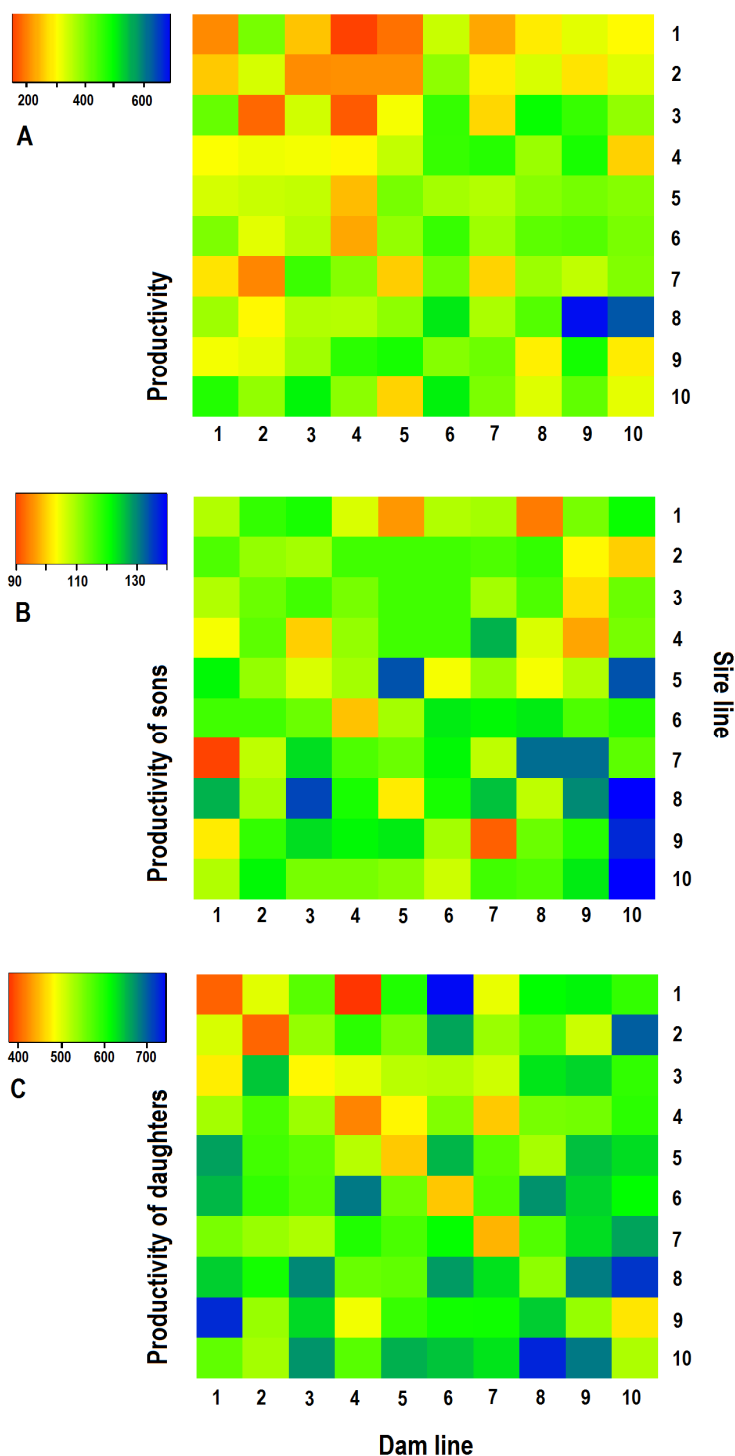 200 400 600
A
Productivity
1
2
3
4
5
6
7
8
9
10
1 2 3 4 5 6 7 8 9 10
90 110 130
B
Productivity of sons
1
2
3
4
5
6
7
8
9
10
1 2 3 4 5 6 7 8 9 10
Sire line
400 500 600 700
C
Productivity of daughters
1
2
3
4
5
6
7
8
9
10
1 2 3 4 5 6 7 8 9 10
Dam line